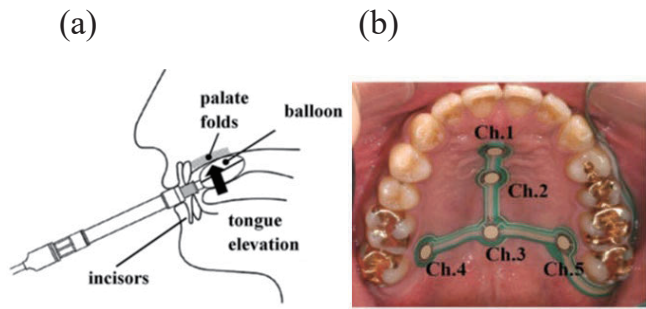 (a)
(b)
palate
folds
balloon
tongue
elevation
incisors
Ch.1
Ch.2
Ch.3
Ch.4
Ch.5